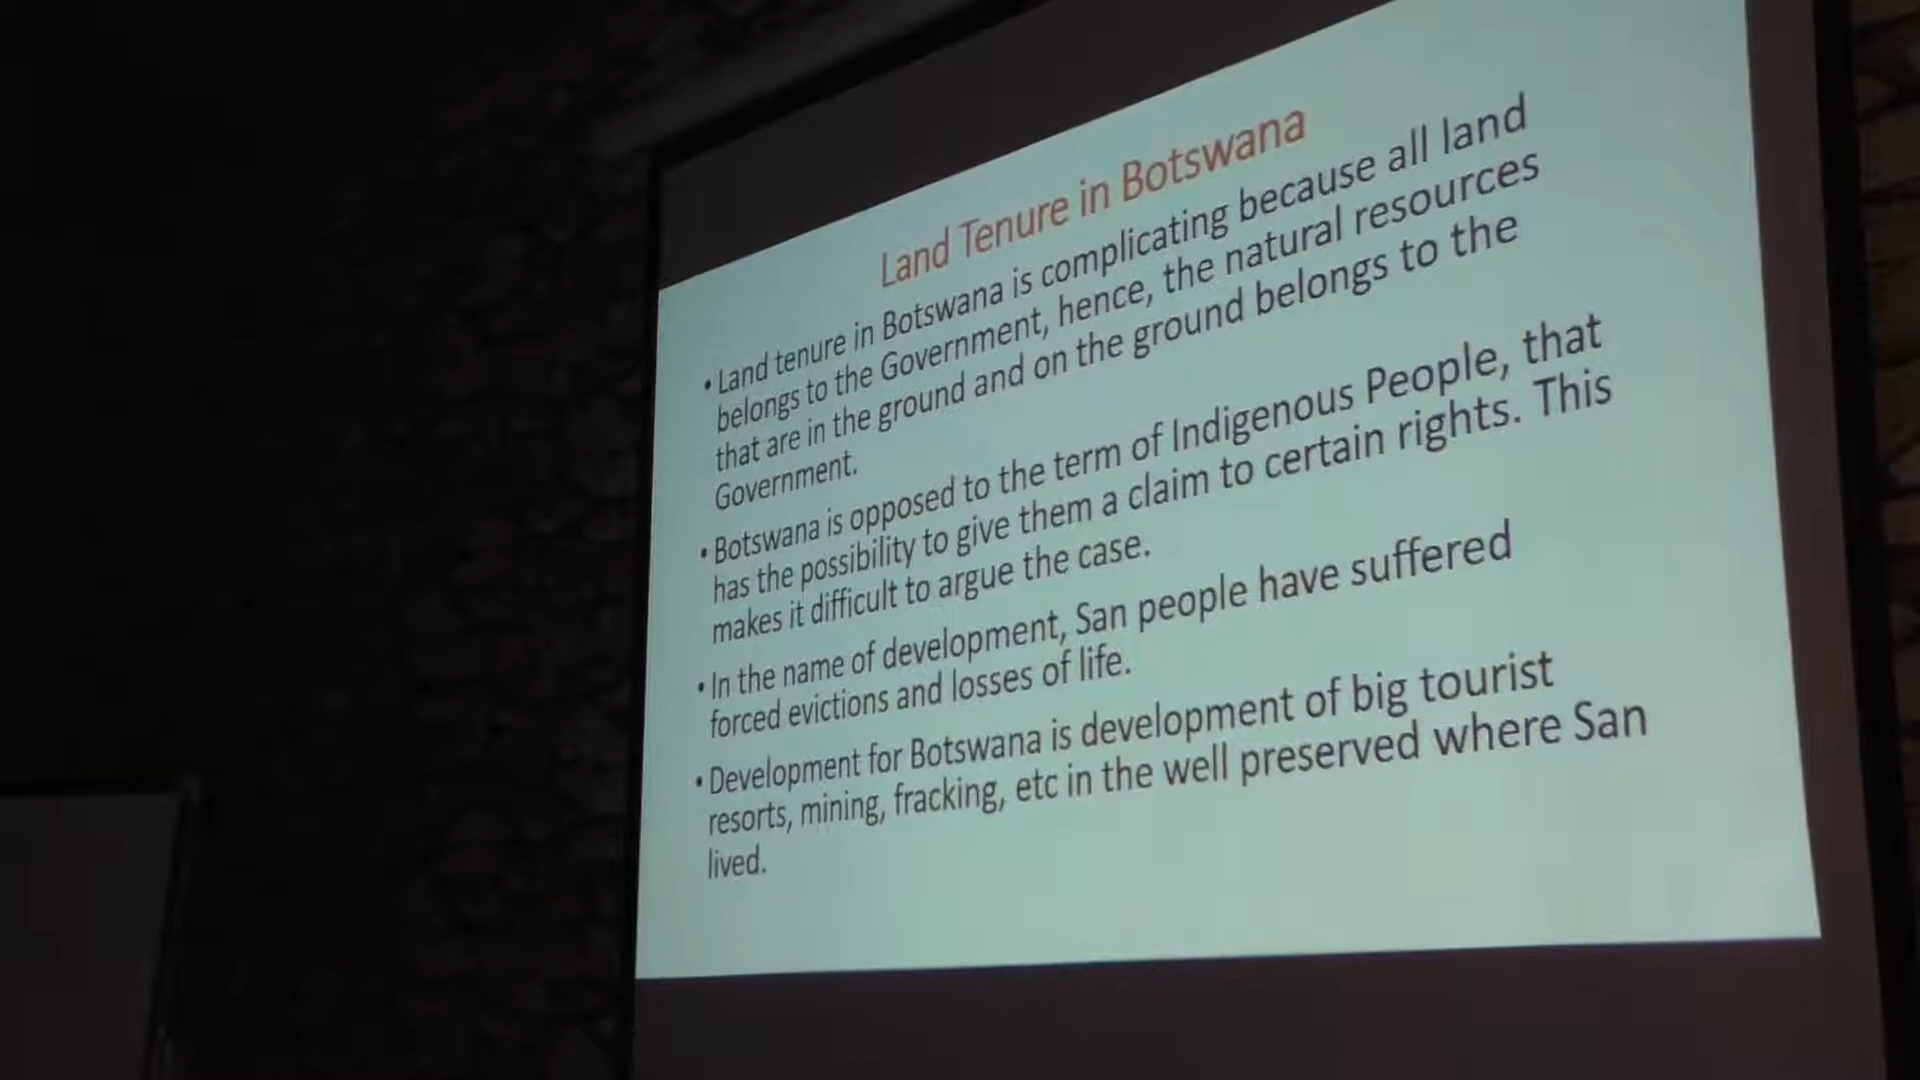 Land Tenure in Botswana
• Land tenure in Botswana is complicating because all land
belongs to the Government, hence, the natural resources
that are in the ground and on the ground belongs to the
Government.
• Botswana is opposed to the term of Indigenous People, that
has the possibility to give them a claim to certain rights. This
makes it difficult to argue the case.
• In the name of development, San people have suffered
forced evictions and losses of life.
• Development for Botswana is development of big tourist
resorts, mining, fracking, etc in the well preserved where San
lived.